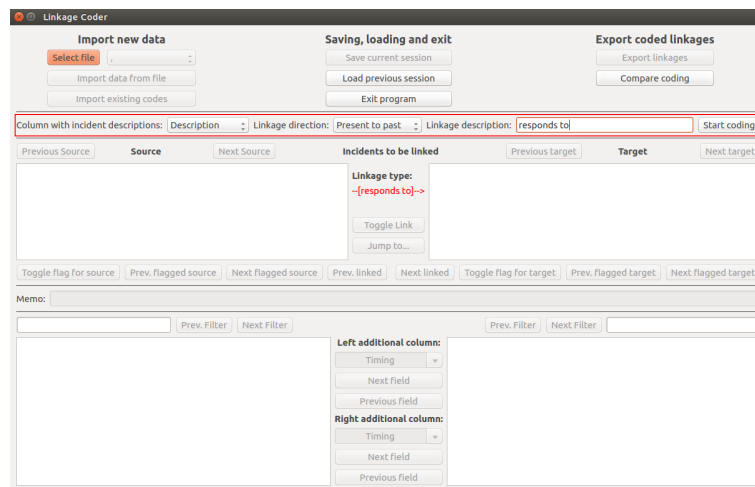 Linkage Coder
Import new data Saving, loading and exit Export coded linkages
Select file , Save current session Export linkages
Import data from file Load previous session Compare coding
Import existing codes Exit program
Column with incident descriptions: Description Linkage direction: Present to past Linkage description: responds to Start coding
Previous Source Source Next Source Incidents to be linked Previous target Target Next target
Linkage type:
--[responds to]-->
Toggle Link
Jump to...
Toggle flag for source Prev. flagged source Next flagged source Prev. linked Next linked Toggle flag for target Prev. flagged target Next flagged target
Memo:
Prev. Filter Next Filter Prev. Filter Next Filter
Left additional column:
Timing
Next field
Previous field
Right additional column:
Timing
Next field
Previous field